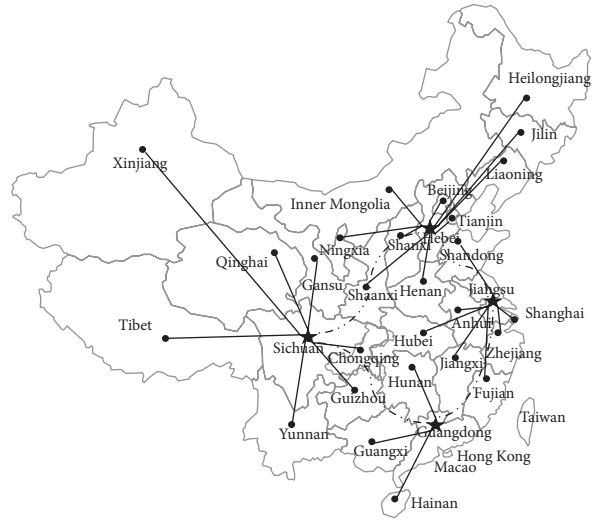 Heilongjiang
Jilin
Xinjiang
Liaoning
Beijing
Inner Mongolia
Tianjin
Hebei
Shanxi
Ningxia
Shandong
Qinghai
Gansu
Shanxi
Henan
Jiangsu
Shanghai
Tibet
Anhui
Hubei
Sichuan
Chongqing
Zhejiang
Jiangxi
Hunan
Guizhou
Fujian
Taiwan
Yunnan
Guangdong
Guangxi
Hong Kong
Macao
Hainan